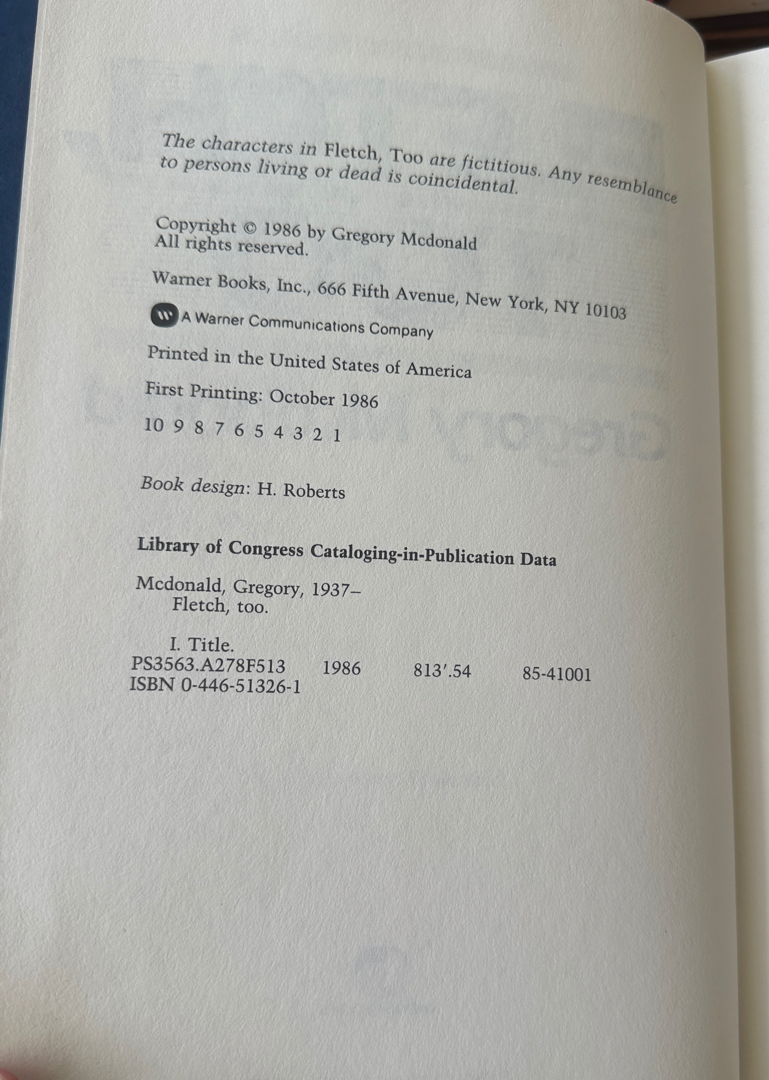 The characters in Fletch, Too are fictitious. Any resemblance
to persons living or dead is coincidental.
Copyright © 1986 by Gregory Mcdonald
All rights reserved.
Warner Books, Inc., 666 Fifth Avenue, New York, NY 10103
A Warner Communications Company
Printed in the United States of America
First Printing: October 1986
10 9 8 7 6 5 4 3 2 1
Book design: H. Roberts
Library of Congress Cataloging-in-Publication Data
Mcdonald, Gregory, 1937–
Fletch, too.
I. Title.
PS3563.A278F513 1986 813'.54 85-41001
ISBN 0-446-51326-1